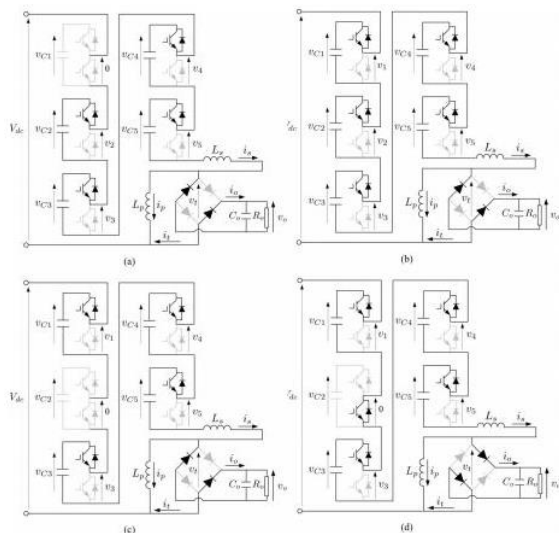 v_C1
0
v_C4
v_4
V_dc
v_C2
v_2
v_C5
v_5
L_s
i_s
v_C3
v_3
L_p
i_p
v_t
i_o
C_o
R_o
v_o
i_t
(a)
v_C1
v_1
v_C4
v_4
V_dc
v_C2
v_2
v_C5
v_5
L_s
i_s
v_C3
v_3
L_p
i_p
v_t
i_o
C_o
R_o
v_o
i_t
(b)
v_C1
v_1
v_C4
v_4
V_dc
v_C2
0
v_C5
v_5
L_s
i_s
v_C3
v_3
L_p
i_p
v_t
i_o
C_o
R_o
v_o
i_t
(c)
v_C1
v_1
v_C4
v_4
V_dc
v_C2
0
v_C5
v_5
L_s
i_s
v_C3
v_3
L_p
i_p
v_t
i_o
C_o
R_o
i_t
(d)